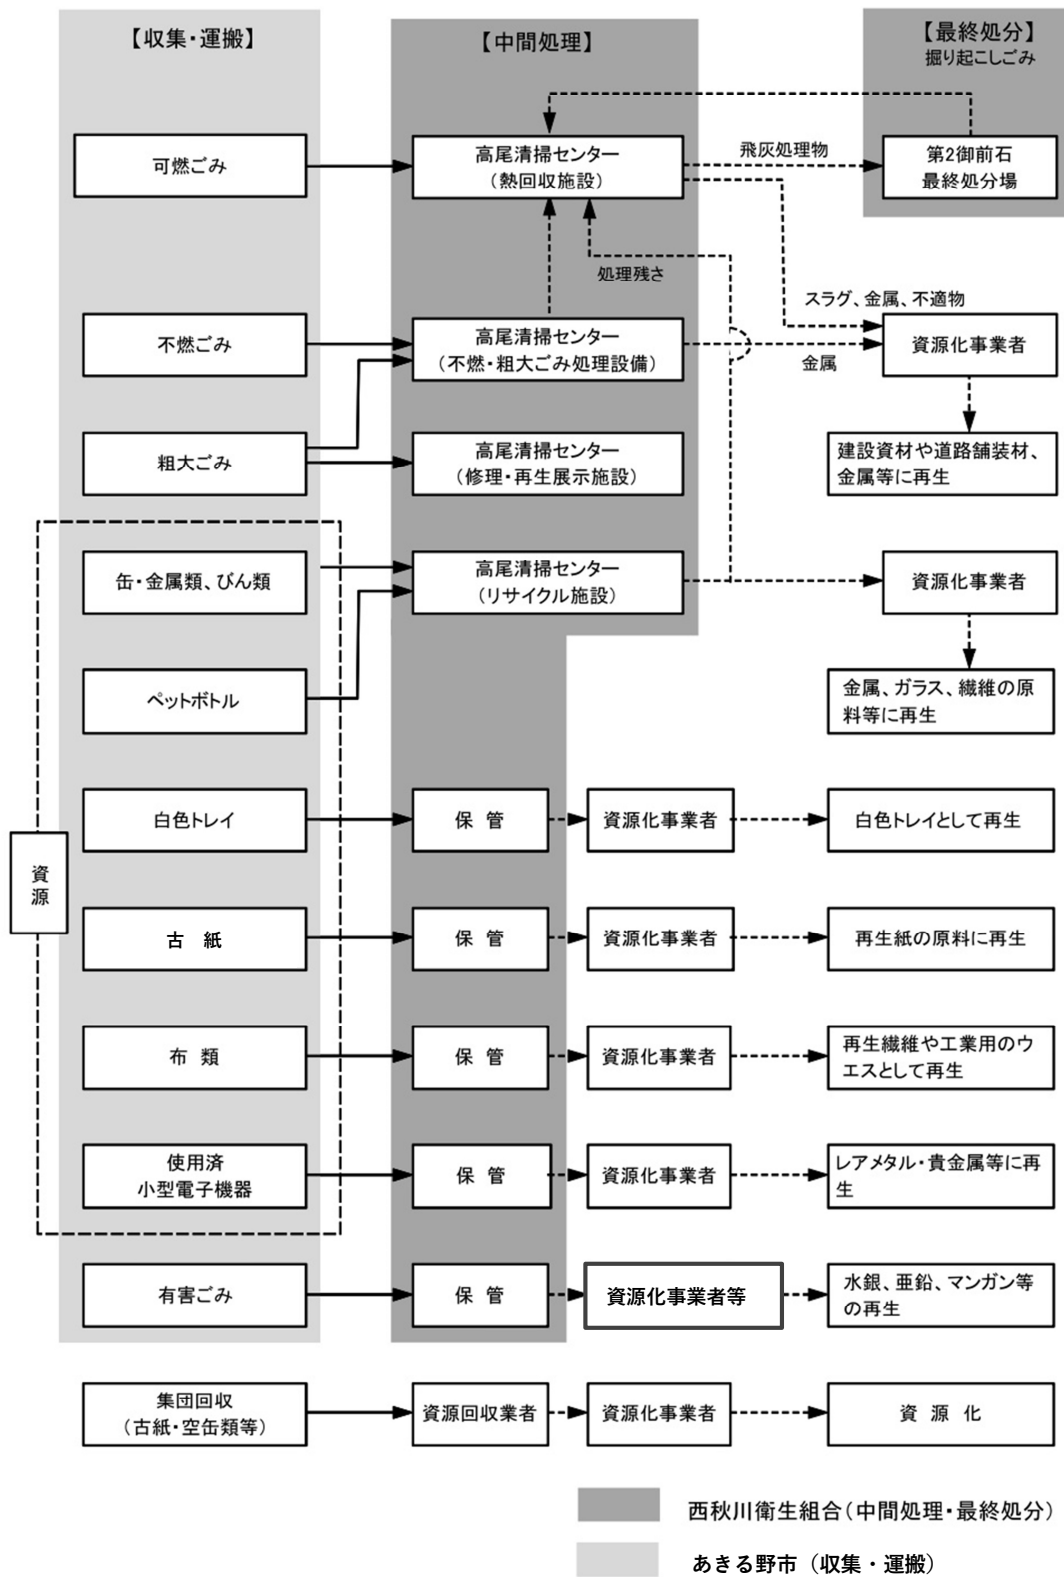 【収集・運搬】
【中間処理】
【最終処分】
掘り起こしごみ
可燃ごみ
高尾清掃センター
（熱回収施設）
飛灰処理物
第2御前石
最終処分場
処理残さ
スラグ、金属、不適物
不燃ごみ
高尾清掃センター
（不燃・粗大ごみ処理設備）
金属
資源化事業者
粗大ごみ
高尾清掃センター
（修理・再生展示施設）
建設資材や道路舗装材、
金属等に再生
缶・金属類、びん類
高尾清掃センター
（リサイクル施設）
資源化事業者
ペットボトル
金属、ガラス、繊維の原
料等に再生
資源
白色トレイ
保 管
資源化事業者
白色トレイとして再生
古 紙
保 管
資源化事業者
再生紙の原料に再生
布 類
保 管
資源化事業者
再生繊維や工業用のウ
エスとして再生
使用済
小型電子機器
保 管
資源化事業者
レアメタル・貴金属等に再
生
有害ごみ
保 管
資源化事業者等
水銀、亜鉛、マンガン等
の再生
集団回収
（古紙・空缶類等）
資源回収業者
資源化事業者
資 源 化
西秋川衛生組合（中間処理・最終処分）
あきる野市（収集・運搬）